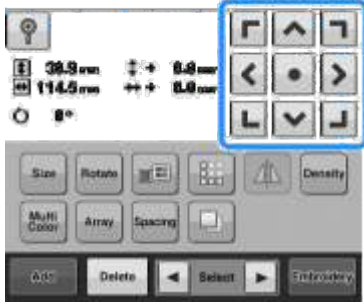 38.9 mm + 0.0 mm
114.5 mm + 0.0 mm
0°
Size Rotate Density
Multi Color Array Spacing
Add Delete Select Embroidery